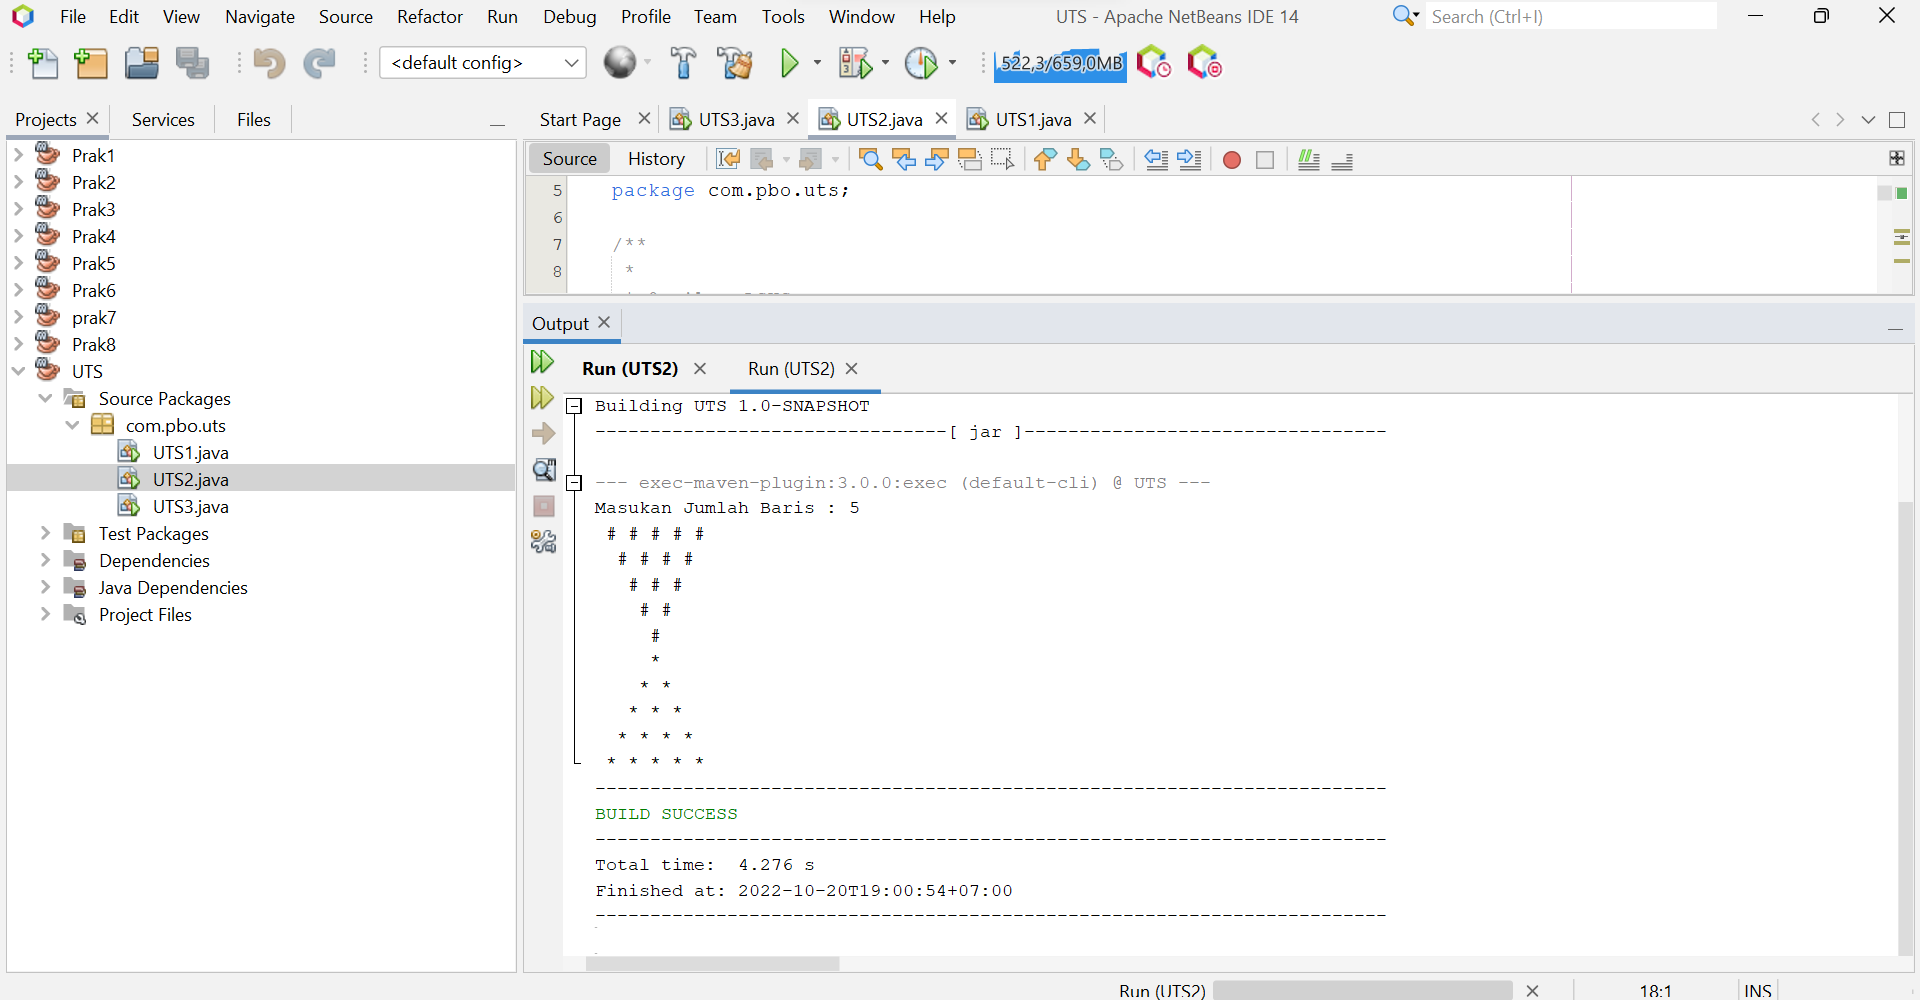 File Edit View Navigate Source Refactor Run Debug Profile Team Tools Window Help UTS - Apache NetBeans IDE 14 Search (Ctrl+I)
<default config> 522,3/659,0MB
Projects Services Files Start Page UTS3.java UTS2.java UTS1.java
Source History
Prak1
Prak2
Prak3
Prak4
Prak5
Prak6
prak7
Prak8
UTS
Source Packages
com.pbo.uts
UTS1.java
UTS2.java
UTS3.java
Test Packages
Dependencies
Java Dependencies
Project Files
5 package com.pbo.uts;
6
7 /**
8 *
Output
Run (UTS2) Run (UTS2)
Building UTS 1.0-SNAPSHOT
--------------------------------[ jar ]---------------------------------
--- exec-maven-plugin:3.0.0:exec (default-cli) @ UTS ---
Masukan Jumlah Baris : 5
# # # # #
# # # #
# # #
# #
#
*
* *
* * *
* * * *
* * * * *
------------------------------------------------------------------------
BUILD SUCCESS
------------------------------------------------------------------------
Total time: 4.276 s
Finished at: 2022-10-20T19:00:54+07:00
------------------------------------------------------------------------
Run (UTS2) 18:1 INS